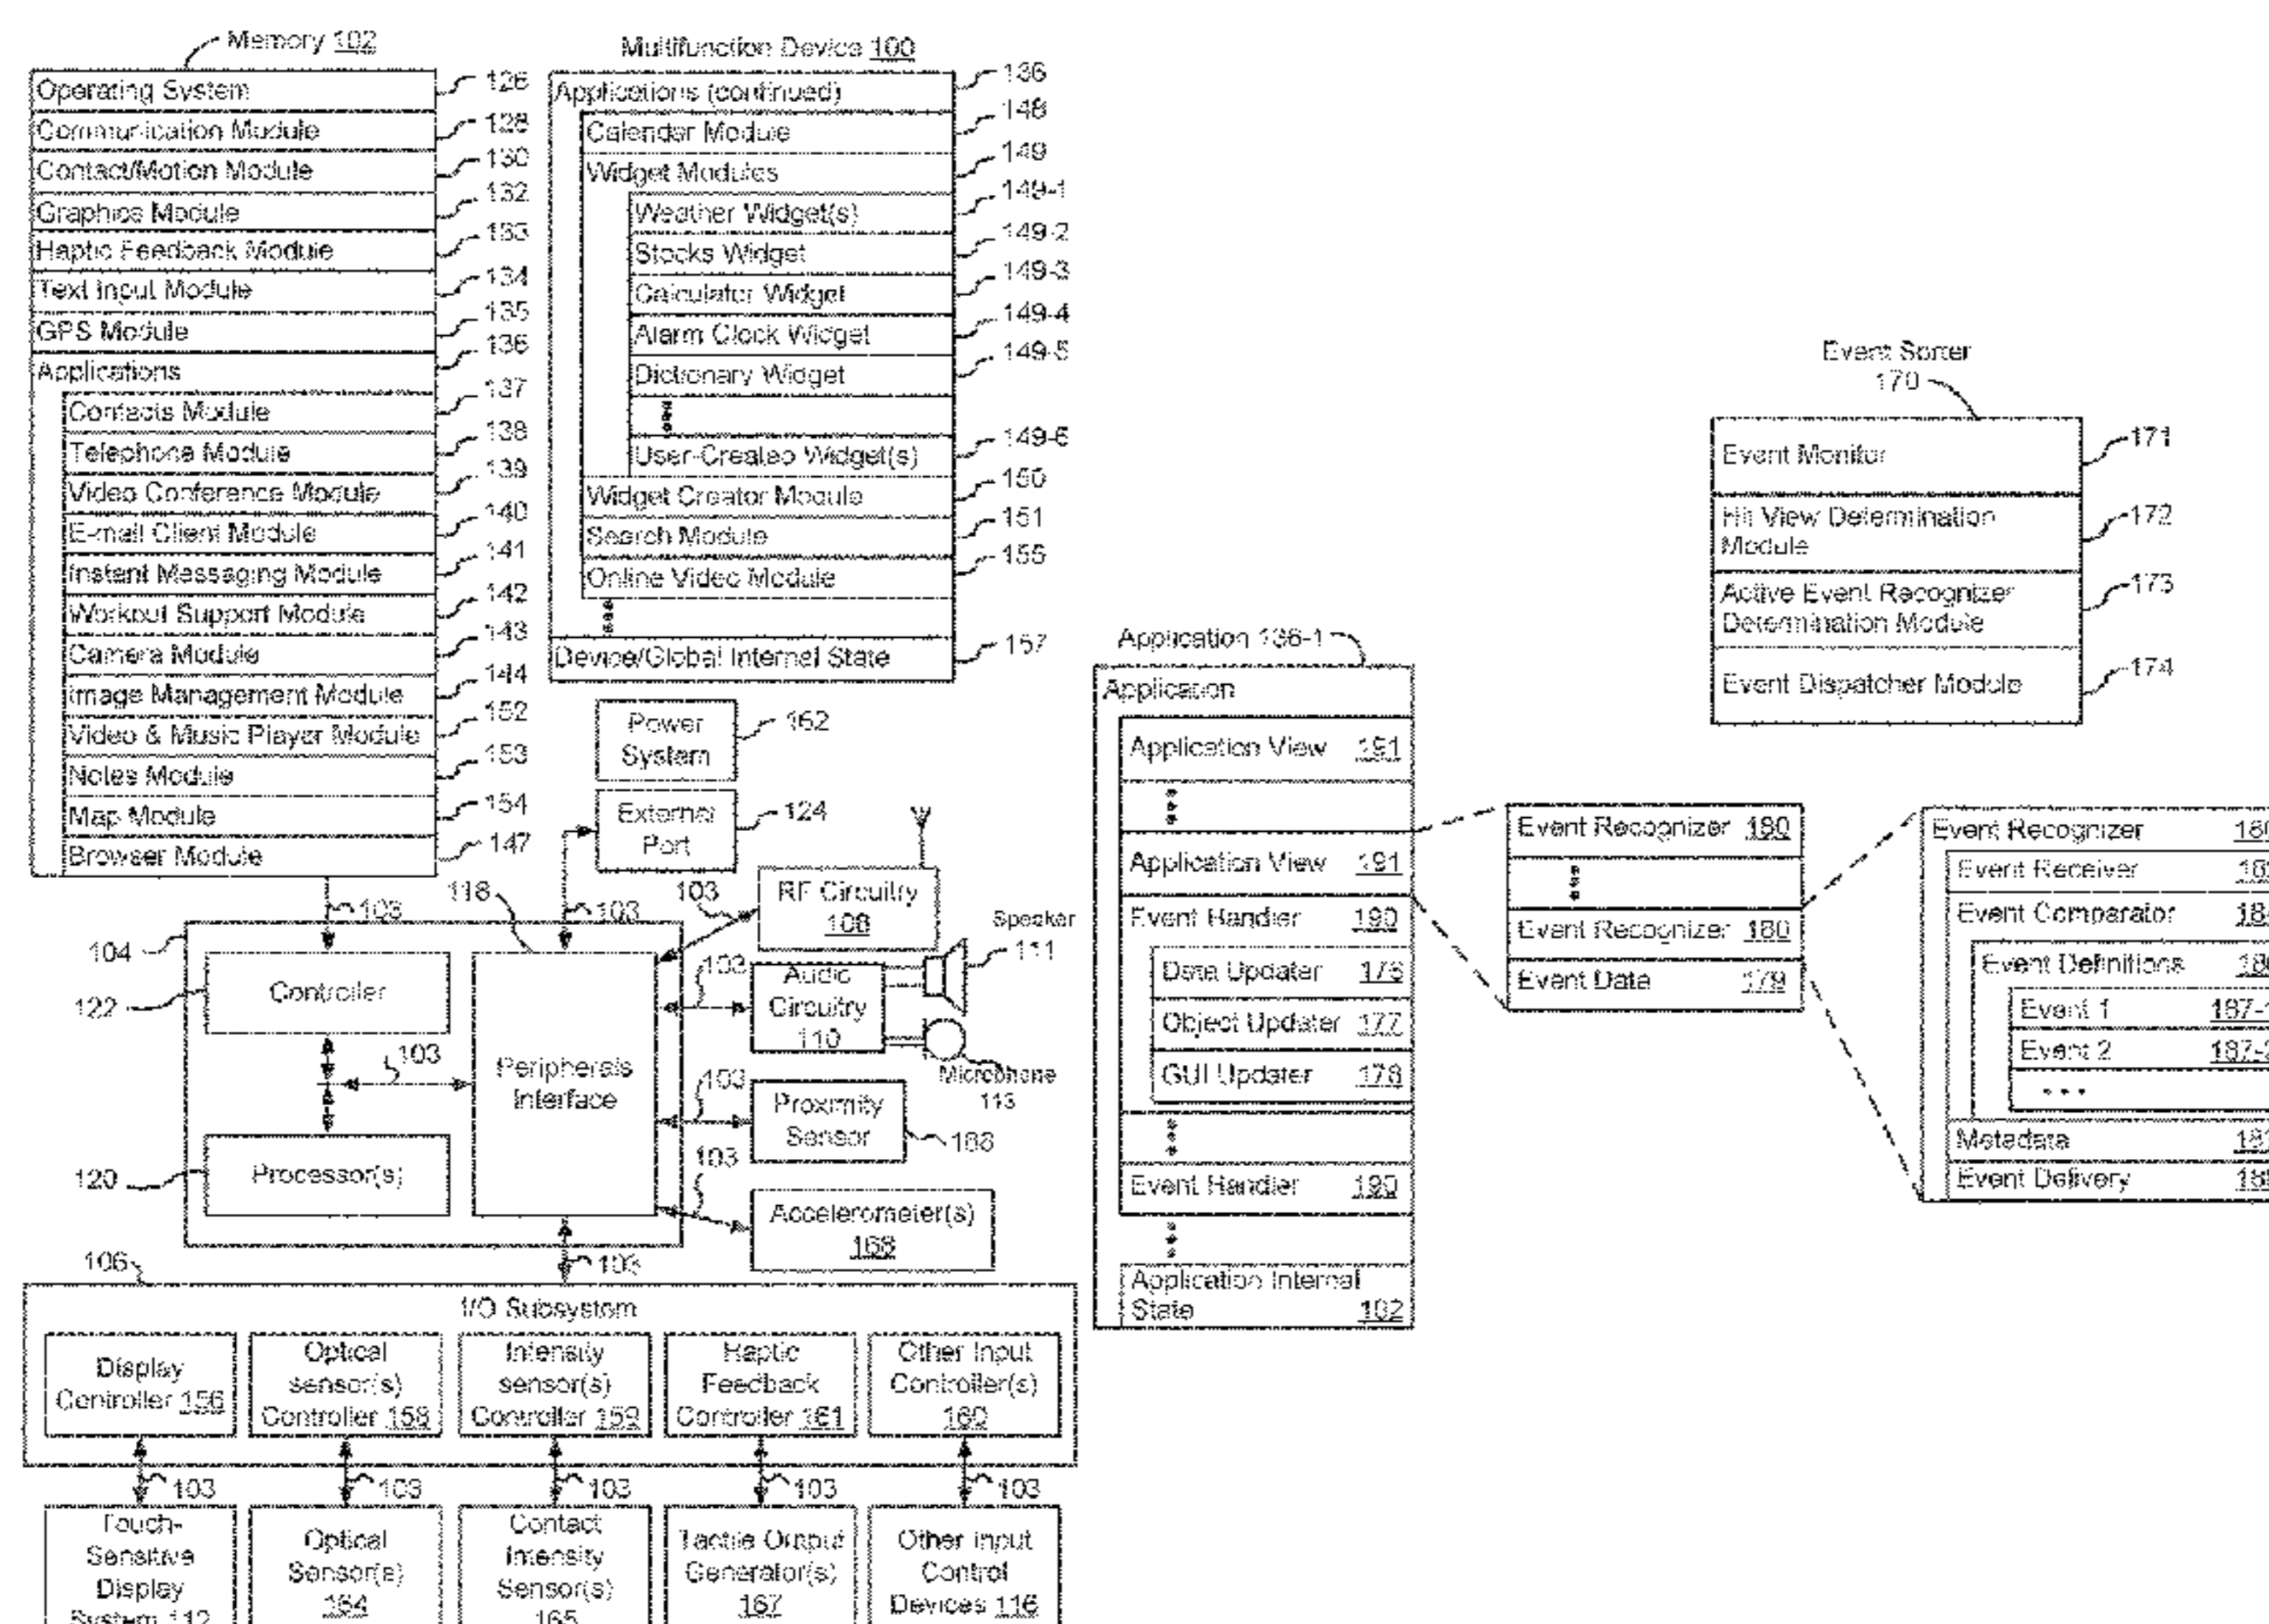 Memory 102
Operating System 126
Communication Module 128
Contact/Motion Module 130
Graphics Module 132
Haptic Feedback Module 133
Text Input Module 134
GPS Module 135
Applications 136
Contacts Module 137
Telephone Module 138
Video Conference Module 139
E-mail Client Module 140
Instant Messaging Module 141
Workout Support Module 142
Camera Module 143
Image Management Module 144
Video & Music Player Module 152
Notes Module 153
Map Module 154
Browser Module 147
Multifunction Device 100
Applications (continued) 136
Calendar Module 148
Widget Modules 149
Weather Widget(s) 149-1
Stocks Widget 149-2
Calculator Widget 149-3
Alarm Clock Widget 149-4
Dictionary Widget 149-5
User-Created Widget(s) 149-6
Widget Creator Module 150
Search Module 151
Online Video Module 155
Device/Global Internal State 157
Power
System
162
External
Port
124
118
103
103
103
RF Circuitry
108
Speaker
111
104
122
Controller
103
Audio
Circuitry
110
Microphone
113
103
Peripherals
Interface
103
Proximity
Sensor
120
Processor(s)
103
Accelerometer(s)
168
103
106
I/O Subsystem
Display
Controller 156
Optical
sensor(s)
Controller 158
Intensity
sensor(s)
Controller 159
Haptic
Feedback
Controller 161
Other Input
Controller(s)
160
103
103
103
103
103
Touch-
Sensitive
Display
System 112
Optical
Sensor(s)
164
Contact
Intensity
Sensor(s)
165
Tactile Output
Generator(s)
167
Other Input
Control
Devices 116
Application 136-1
Application
Application View 191
Application View 191
Event Handler 190
Data Updater 176
Object Updater 177
GUI Updater 178
Event Handler 190
Application Internal
State
Event Sorter
170
Event Monitor 171
Hit View Determination
Module
172
Active Event Recognizer
Determination Module
173
Event Dispatcher Module 174
Event Recognizer 180
Event Recognizer 180
Event Data 179
Event Recognizer
Event Receiver
Event Comparator
Event Definitions
Event 1
Event 2
Metadata
Event Delivery